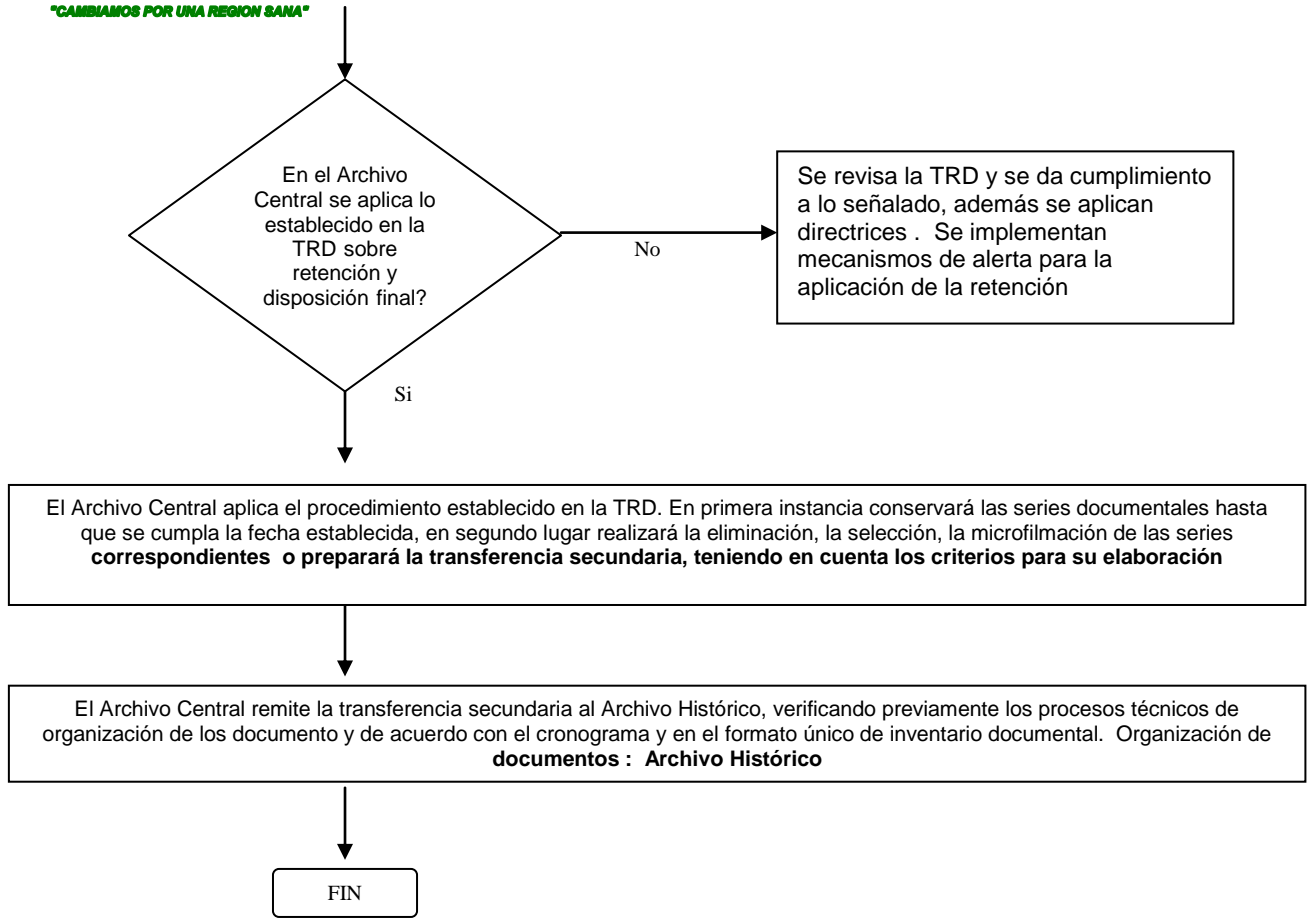 "CAMBIAMOS POR UNA REGION SANA"
En el Archivo
Central se aplica lo
establecido en la
TRD sobre
retención y
disposición final?
No
Se revisa la TRD y se da cumplimiento
a lo señalado, además se aplican
directrices .  Se implementan
mecanismos de alerta para la
aplicación de la retención
Si
El Archivo Central aplica el procedimiento establecido en la TRD. En primera instancia conservará las series documentales hasta
que se cumpla la fecha establecida, en segundo lugar realizará la eliminación, la selección, la microfilmación de las series
correspondientes  o preparará la transferencia secundaria, teniendo en cuenta los criterios para su elaboración
El Archivo Central remite la transferencia secundaria al Archivo Histórico, verificando previamente los procesos técnicos de
organización de los documento y de acuerdo con el cronograma y en el formato único de inventario documental.  Organización de
documentos :  Archivo Histórico
FIN